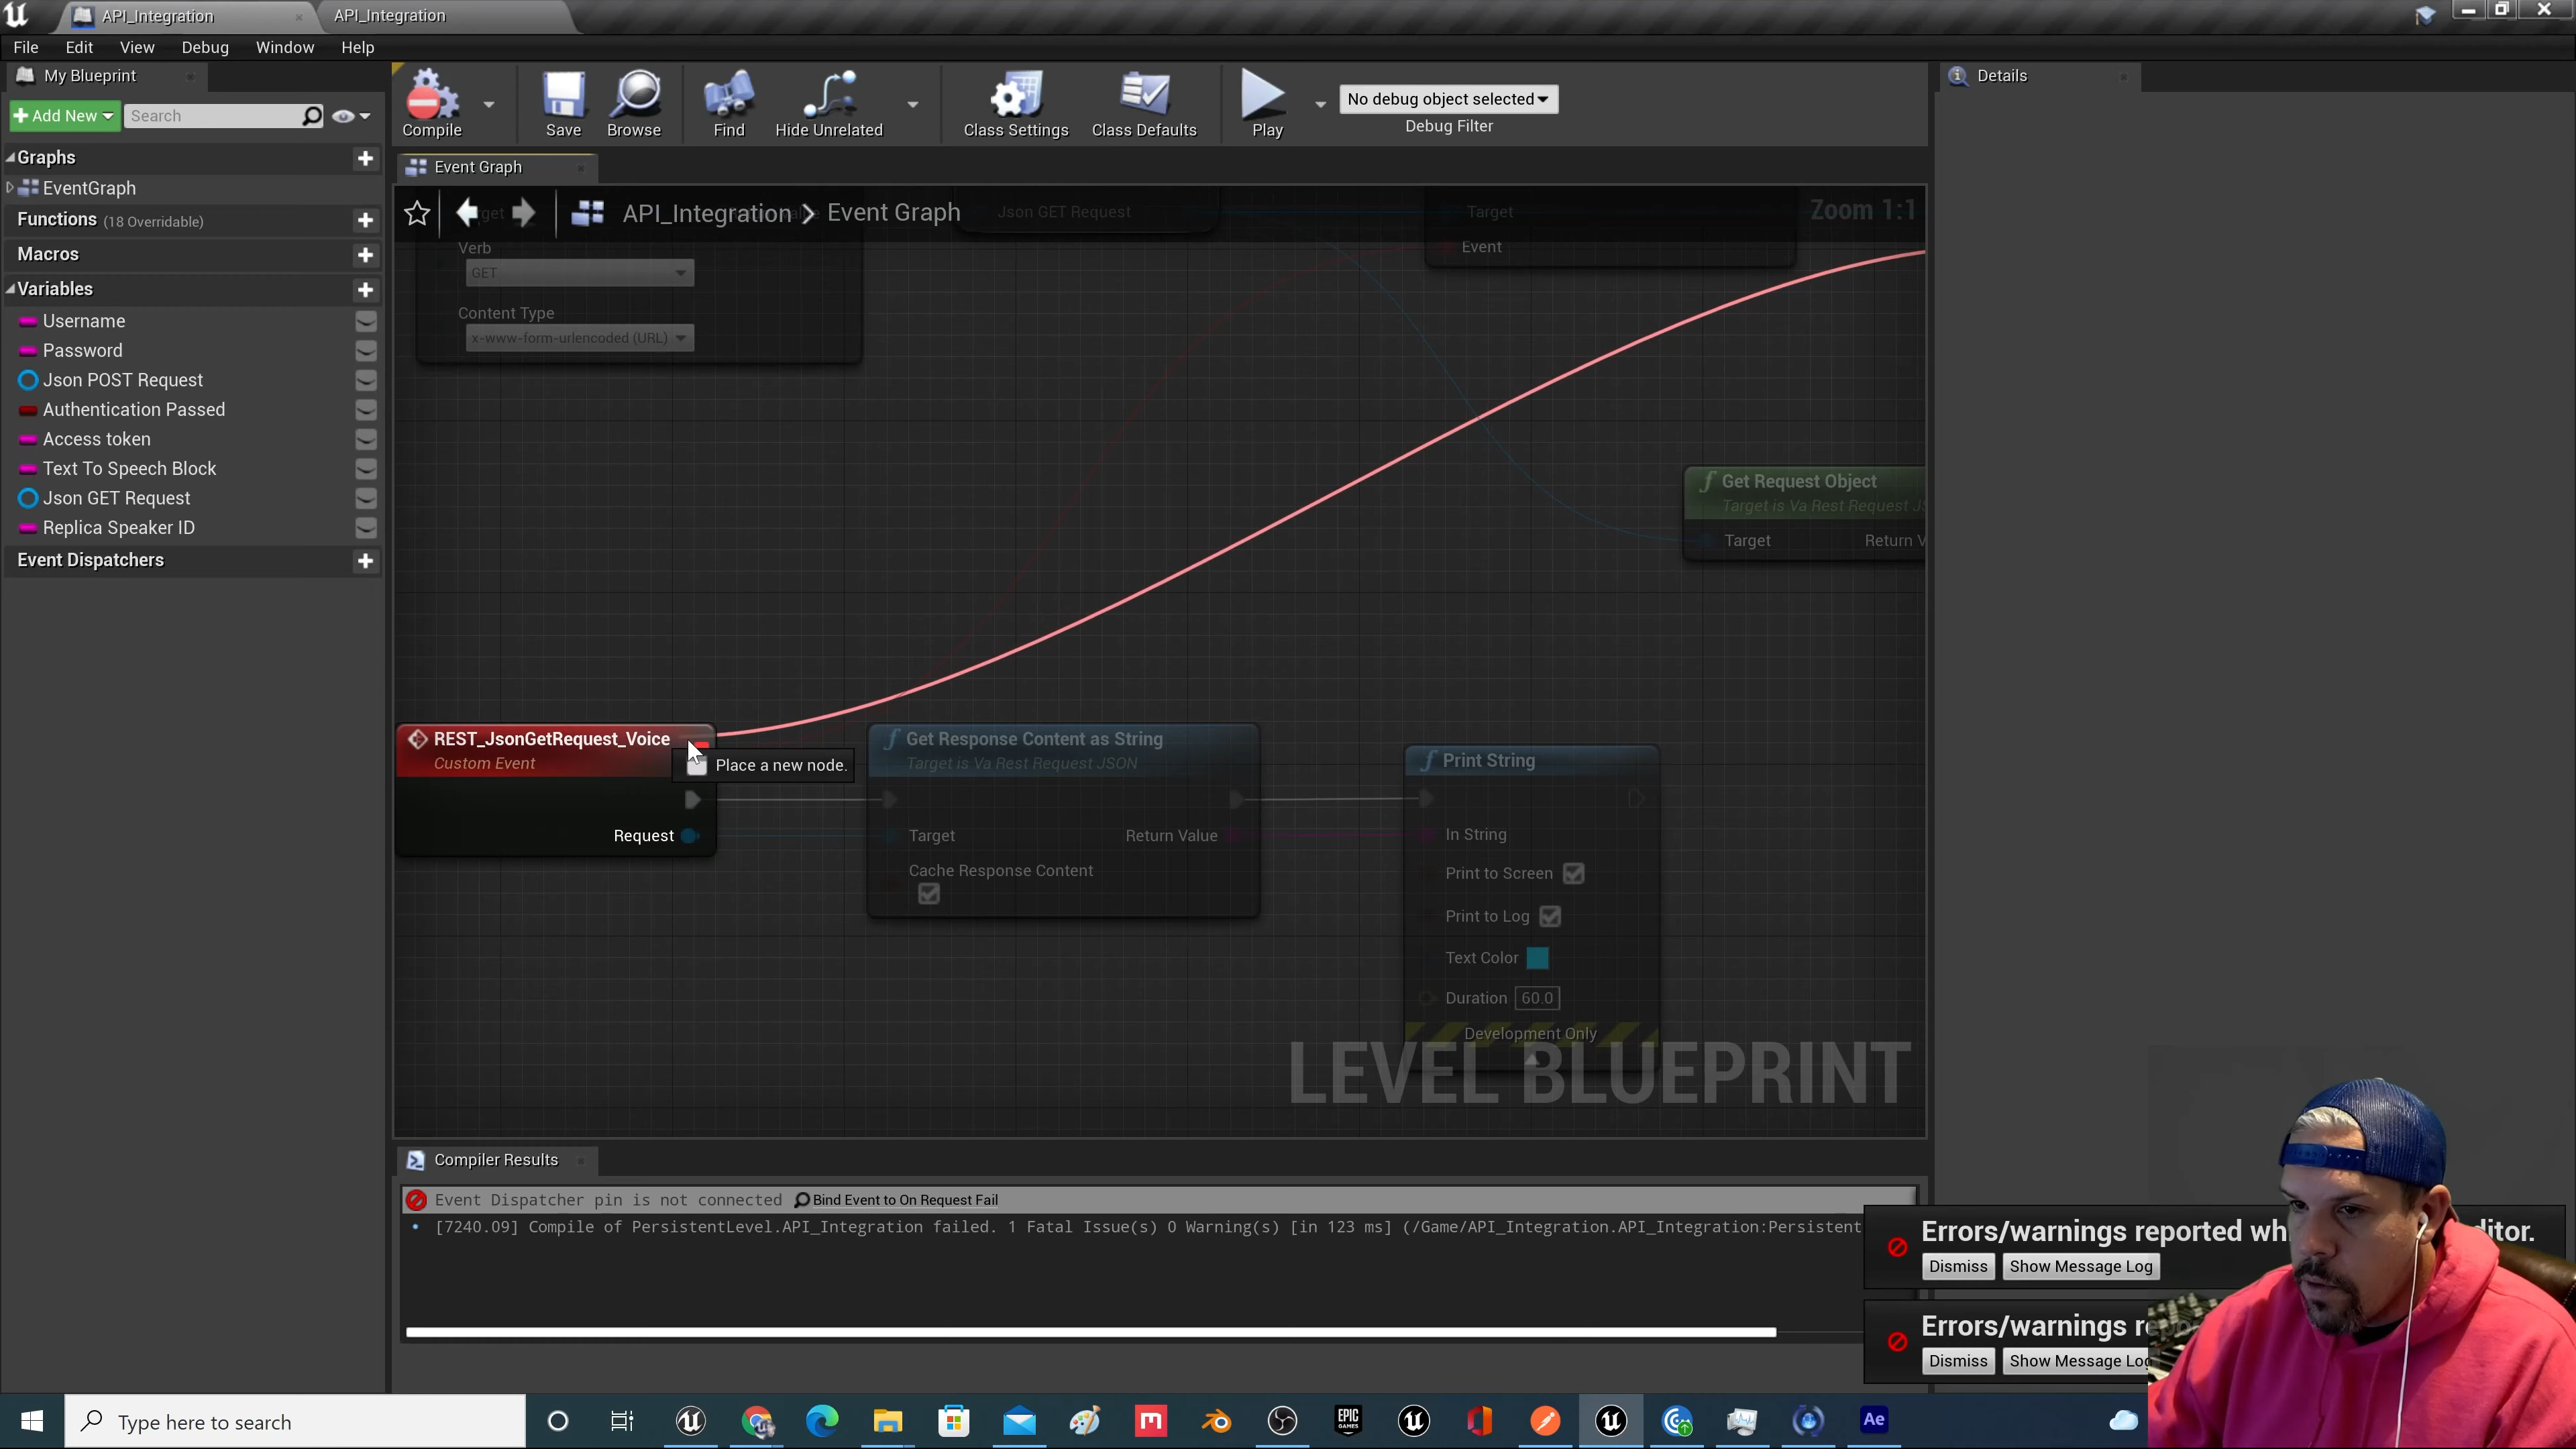 API_Integration
API_Integration
File Edit View Debug Window Help
My Blueprint
Details
Add New
Search
Compile
Save
Browse
Find
Hide Unrelated
Class Settings
Class Defaults
Play
No debug object selected
Debug Filter
Graphs
EventGraph
Functions (18 Overridable)
Macros
Variables
Username
Password
Json POST Request
Authentication Passed
Access token
Text To Speech Block
Json GET Request
Replica Speaker ID
Event Dispatchers
Event Graph
API_Integration > Event Graph
Json GET Request
Target
Zoom 1:1
Event
Verb
GET
Content Type
x-www-form-urlencoded (URL)
Get Request Object
Target is Va Rest Request JS
Target Return V
REST_JsonGetRequest_Voice
Custom Event
Place a new node.
Request
Get Response Content as String
Target is Va Rest Request JSON
Target Return Value
Cache Response Content
Print String
In String
Print to Screen
Print to Log
Text Color
Duration 60.0
Development Only
LEVEL BLUEPRINT
Compiler Results
Event Dispatcher pin is not connected Bind Event to On Request Fail
[7240.09] Compile of PersistentLevel.API_Integration failed. 1 Fatal Issue(s) 0 Warning(s) [in 123 ms] (/Game/API_Integration.API_Integration:Persistent
Errors/warnings reported wh itor.
Dismiss Show Message Log
Errors/warnings re
Dismiss Show Message Log
Type here to search
EPIC GAMES
Ae